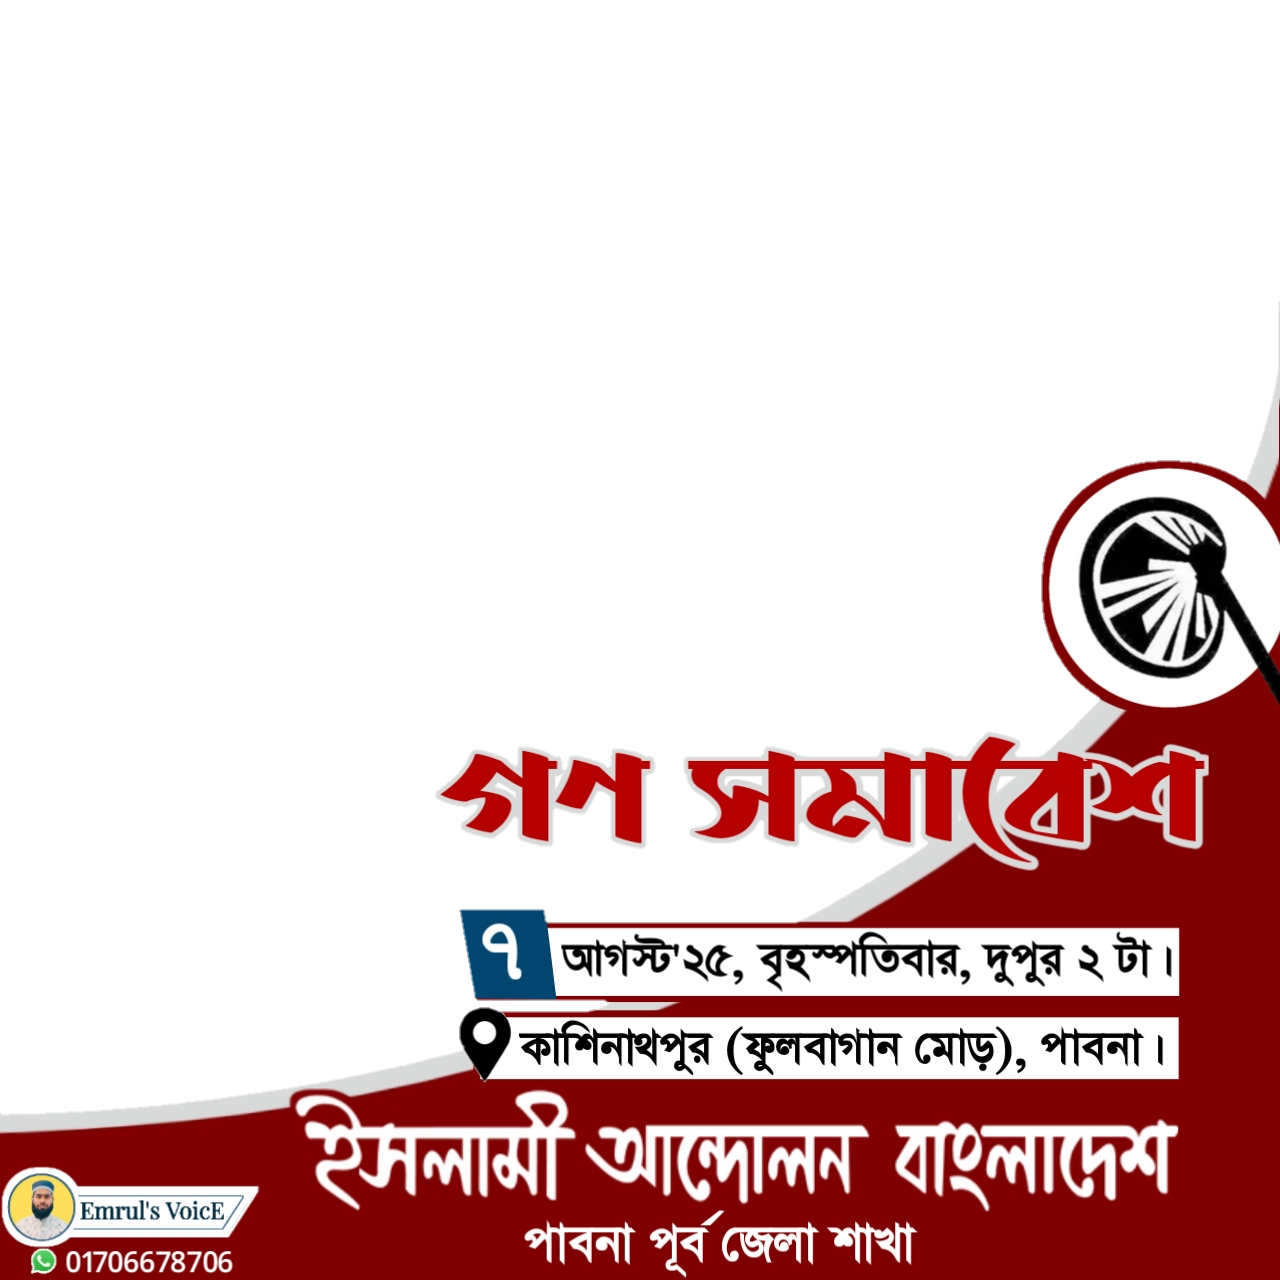 গণ সমাবেশ
৭ আগস্ট'২৫, বৃহস্পতিবার, দুপুর ২ টা।
কাশিনাথপুর (ফুলবাগান মোড়), পাবনা।
ইসলামী আন্দোলন বাংলাদেশ
পাবনা পূর্ব জেলা শাখা
Emrul's VoicE
01706678706